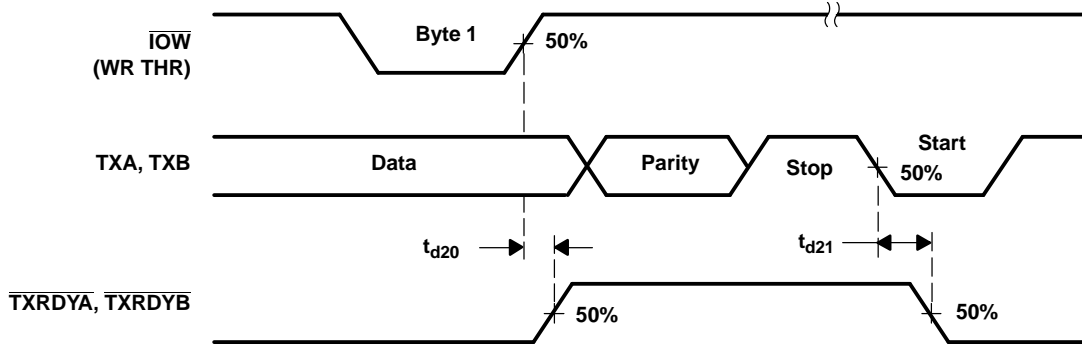 IOW
(WR THR)
Byte 1
50%
TXA, TXB
Data
Parity
Stop
Start
50%
td20
td21
TXRDYA, TXRDYB
50%
50%